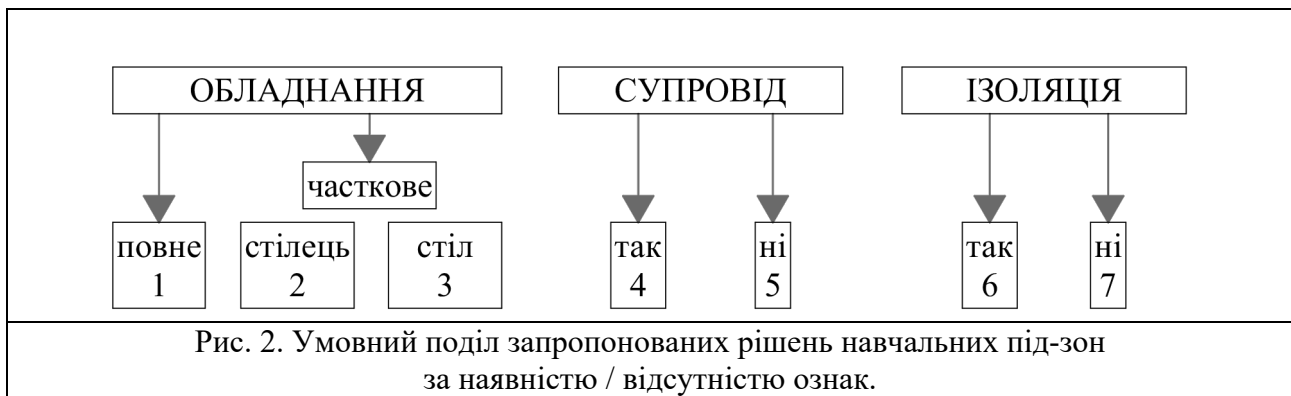 ОБЛАДНАННЯ СУПРОВІД ІЗОЛЯЦІЯ
часткове
повне стілець стіл так ні так ні
1 2 3 4 5 6 7
Рис. 2. Умовний поділ запропонованих рішень навчальних під-зон
за наявністю / відсутністю ознак.